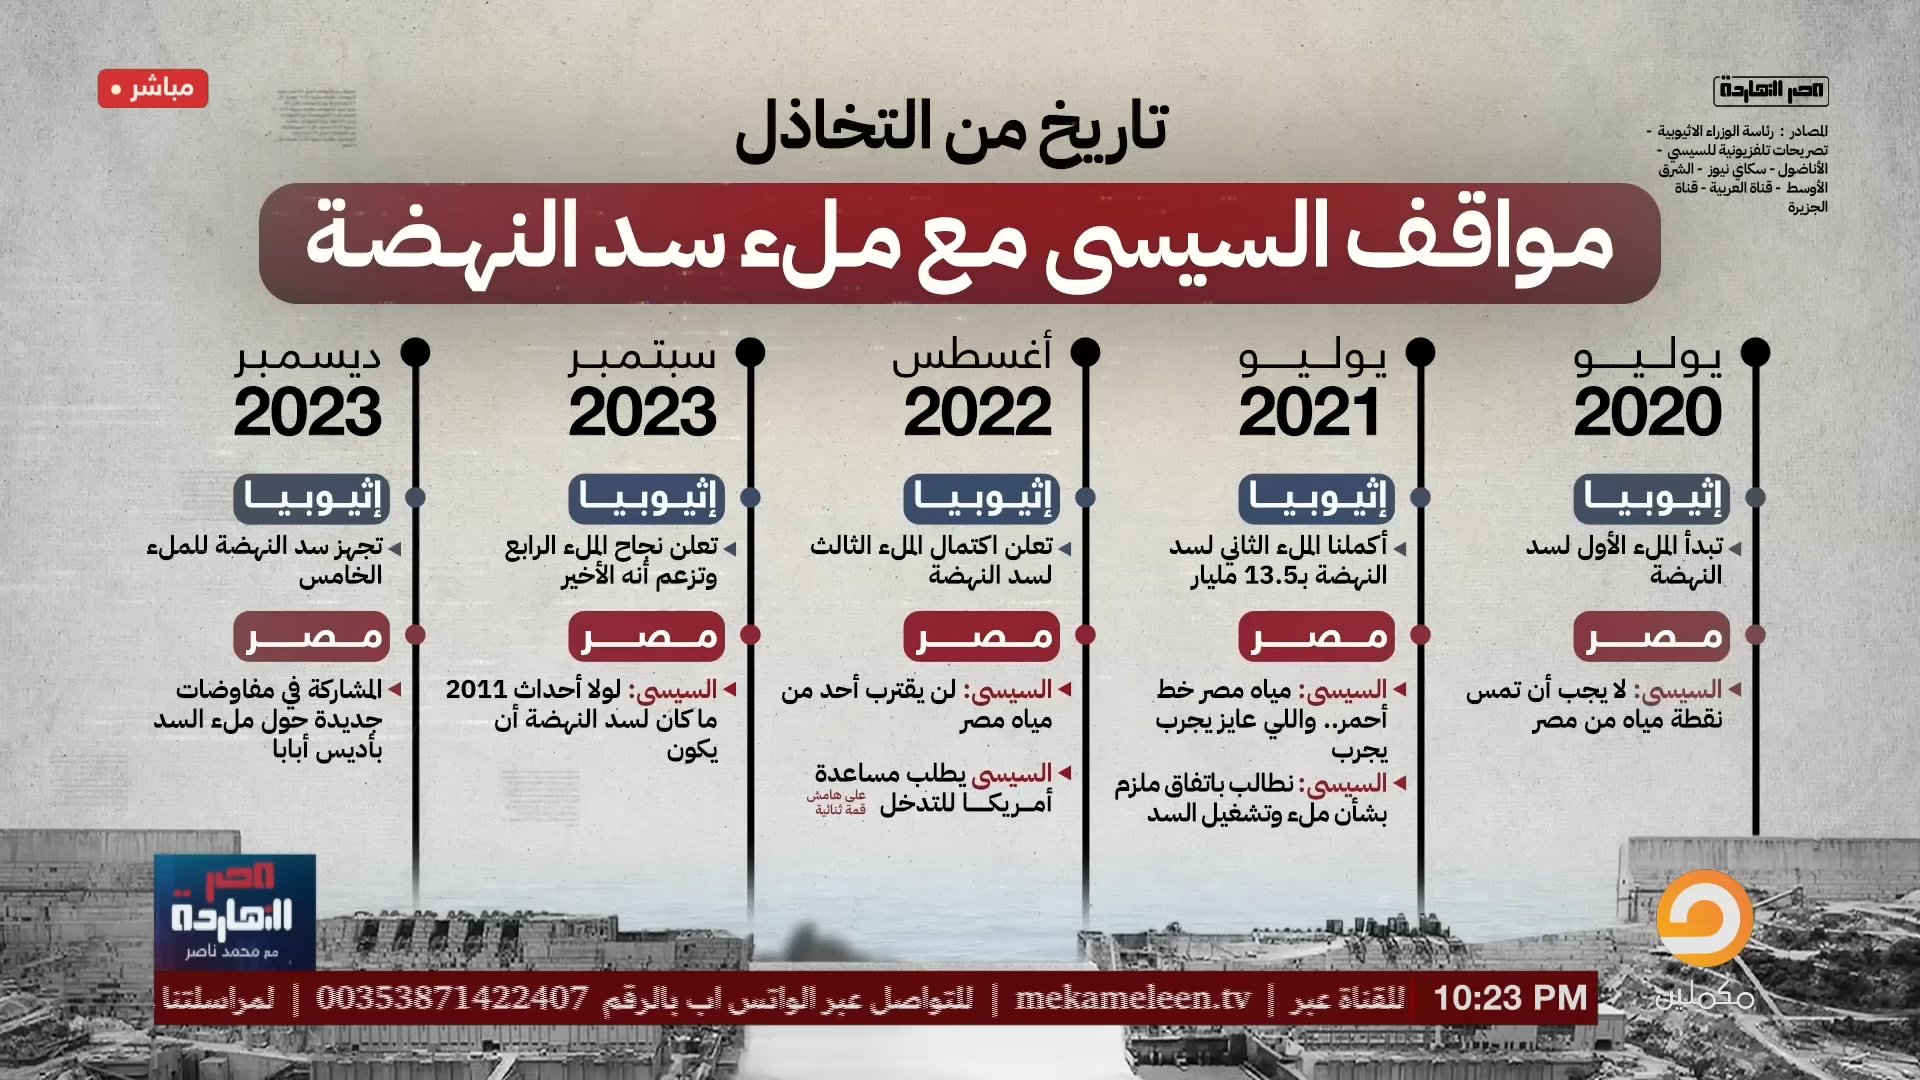 مباشر
مصر النهاردة
المصادر : رئاسة الوزراء الاثيوبية -
تصريحات تلفزيونية للسيسي -
الأناضول - سكاي نيوز - الشرق
الأوسط - قناة العربية - قناة
الجزيرة
تاريخ من التخاذل
مواقف السيسى مع ملء سد النهضة
يوليو
2020
إثيوبيا
تبدأ الملء الأول لسد
النهضة
مصر
السيسى: لا يجب أن تمس
نقطة مياه من مصر
يوليو
2021
إثيوبيا
أكملنا الملء الثاني لسد
النهضة بـ13.5 مليار
مصر
السيسى: مياه مصر خط
أحمر.. واللي عايز يجرب
يجرب
السيسى: نطالب باتفاق ملزم
بشأن ملء وتشغيل السد
أغسطس
2022
إثيوبيا
تعلن اكتمال الملء الثالث
لسد النهضة
مصر
السيسى: لن يقترب أحد من
مياه مصر
السيسى يطلب مساعدة
أمريكا للتدخل
على هامش
قمة ثنائية
سبتمبر
2023
إثيوبيا
تعلن نجاح الملء الرابع
وتزعم أنه الأخير
مصر
السيسى: لولا أحداث 2011
ما كان لسد النهضة أن
يكون
ديسمبر
2023
إثيوبيا
تجهز سد النهضة للملء
الخامس
مصر
المشاركة في مفاوضات
جديدة حول ملء السد
بأديس أبابا
مصر
النهاردة
مع محمد ناصر
مكملين
10:23 PM
للقناة عبر | mekameleen.tv | للتواصل عبر الواتس اب بالرقم 00353871422407 | لمراسلتنا